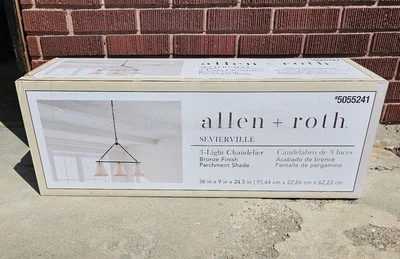 #5055241
allen + roth
SEVIERVILLE
3-Light Chandelier
Bronze Finish
Parchment Shade
Candelabro de 3 luces
Acabado de bronce
Pantalla de pergamino
36 in x 9 in x 24.5 in | 91,44 cm x 22,86 cm x 62,23 cm
allen + roth